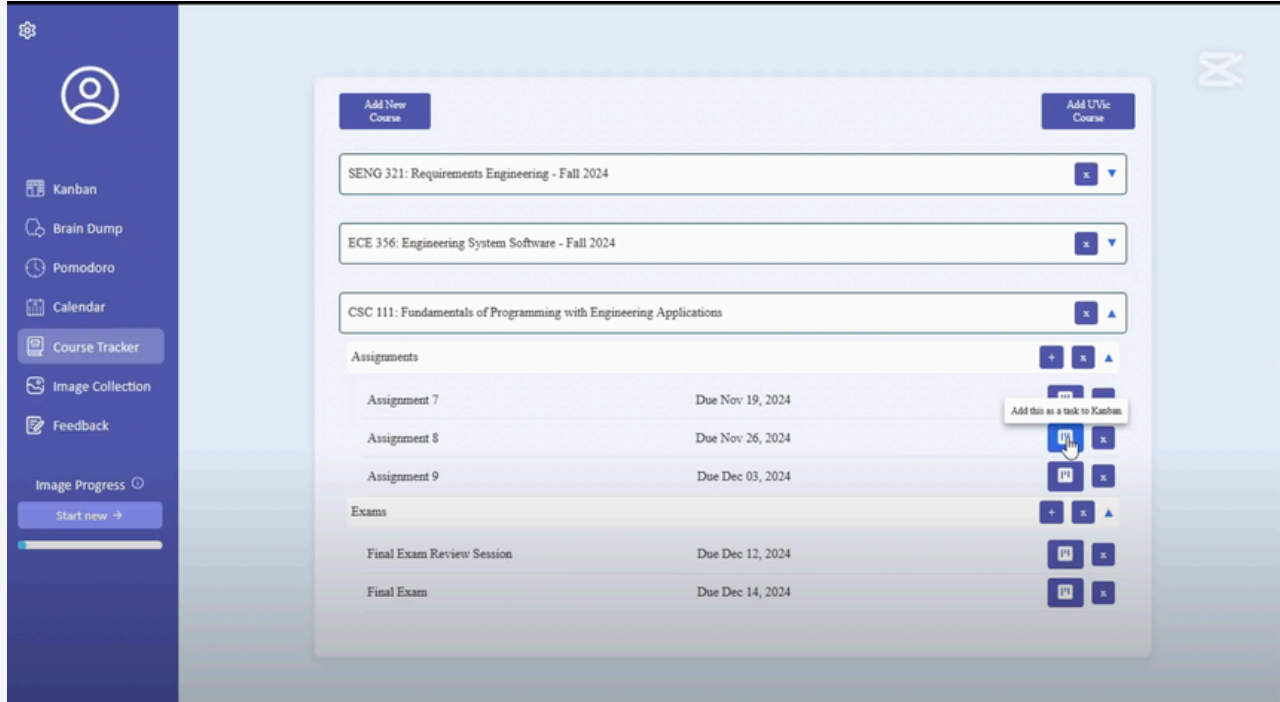 Add New
Course
Add UVic
Course
SENG 321: Requirements Engineering - Fall 2024
x
ECE 356: Engineering System Software - Fall 2024
x
CSC 111: Fundamentals of Programming with Engineering Applications
x
Assignments
+ x
Assignment 7 Due Nov 19, 2024
Add this as a task to Kanban
Assignment 8 Due Nov 26, 2024 x
Assignment 9 Due Dec 03, 2024 x
Exams
+ x
Final Exam Review Session Due Dec 12, 2024 x
Final Exam Due Dec 14, 2024 x
Kanban
Brain Dump
Pomodoro
Calendar
Course Tracker
Image Collection
Feedback
Image Progress
Start new →